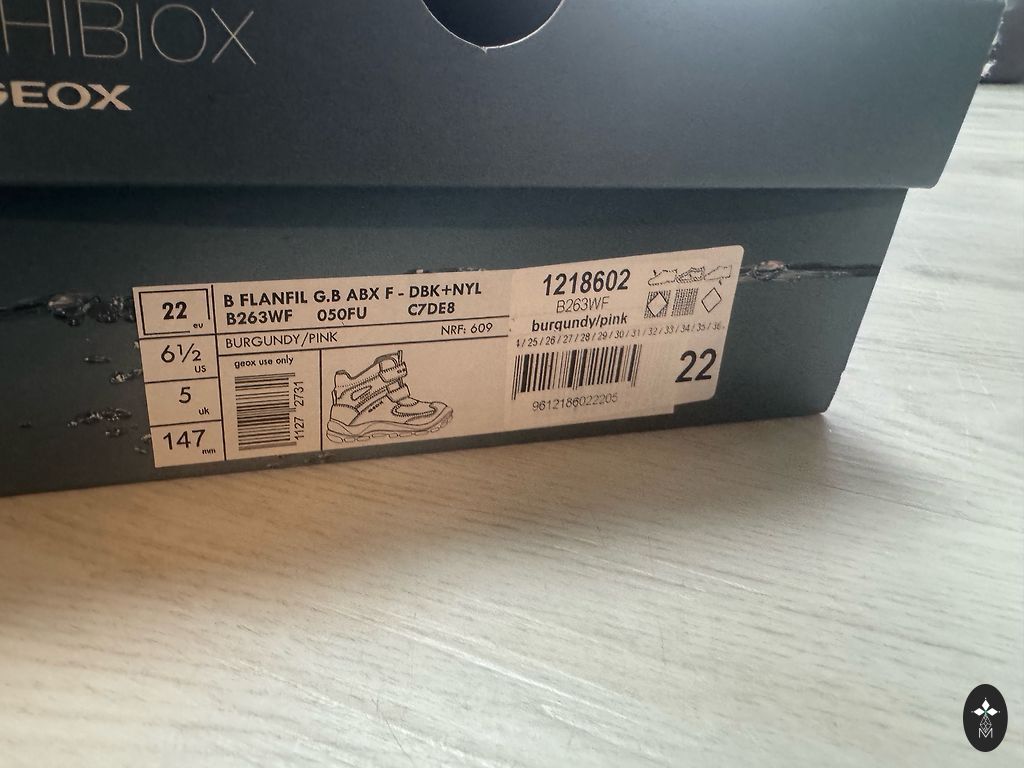 HIBIOX
GEOX
22 eu
6½ US
5 uk
147 mm
B FLANFIL G.B ABX F - DBK+NYL
B263WF 050FU C7DE8
BURGUNDY/PINK NRF: 609
geox use only
1127 2731
1218602
B263WF
burgundy/pink
/ 25 / 26 / 27 / 28 / 29 / 30 / 31 / 32 / 33 / 34 / 35 / 36
22
9612186022205
M